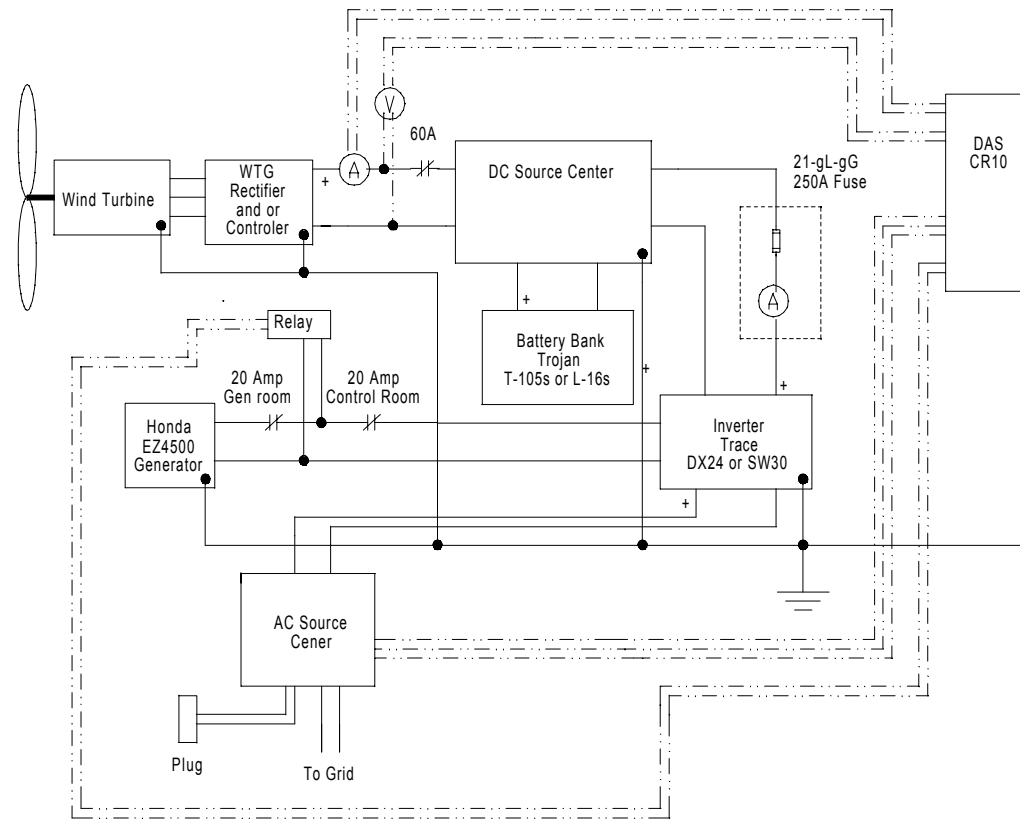 V
60A
DAS
CR10
A
21-gL-gG
250A Fuse
WTG
Rectifier
and or
Controler
DC Source Center
Wind Turbine
+
A
+
Relay
Battery Bank
Trojan
T-105s or L-16s
+
+
20 Amp
Gen room
20 Amp
Control Room
Honda
EZ4500
Generator
Inverter
Trace
DX24 or SW30
+
AC Source
Cener
Plug
To Grid